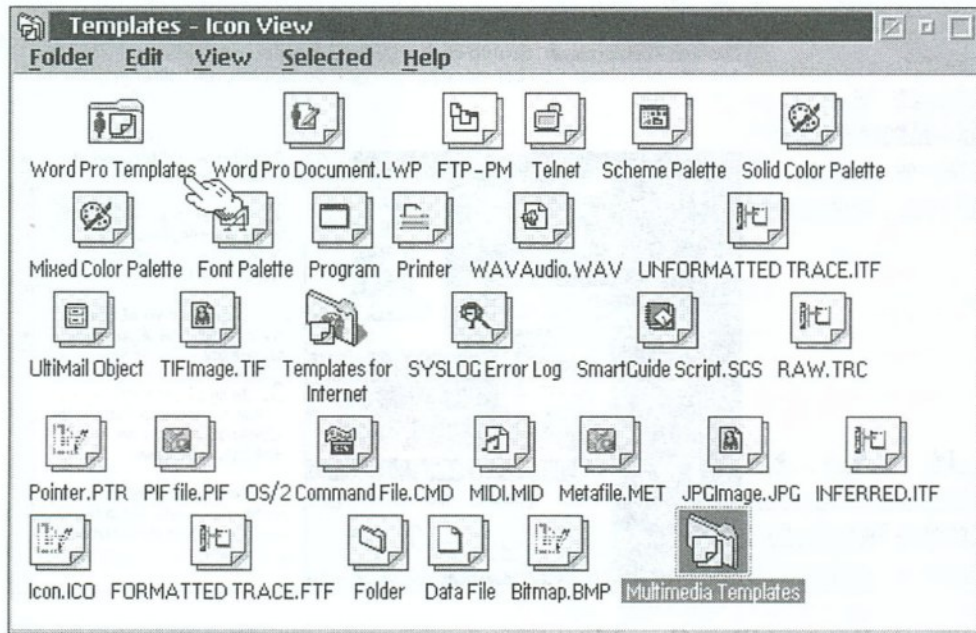 Templates - Icon View
Folder Edit View Selected Help
Word Pro Templates Word Pro Document.LWP FTP-PM Telnet Scheme Palette Solid Color Palette
Mixed Color Palette Font Palette Program Printer WAVAudio.WAV UNFORMATTED TRACE.ITF
UltiMail Object TIFImage.TIF Templates for Internet SYSLOG Error Log SmartGuide Script.SGS RAW.TRC
Pointer.PTR PIF file.PIF OS/2 Command File.CMD MIDI.MID Metafile.MET JPGImage.JPG INFERRED.ITF
Icon.ICO FORMATTED TRACE.FTF Folder Data File Bitmap.BMP Multimedia Templates